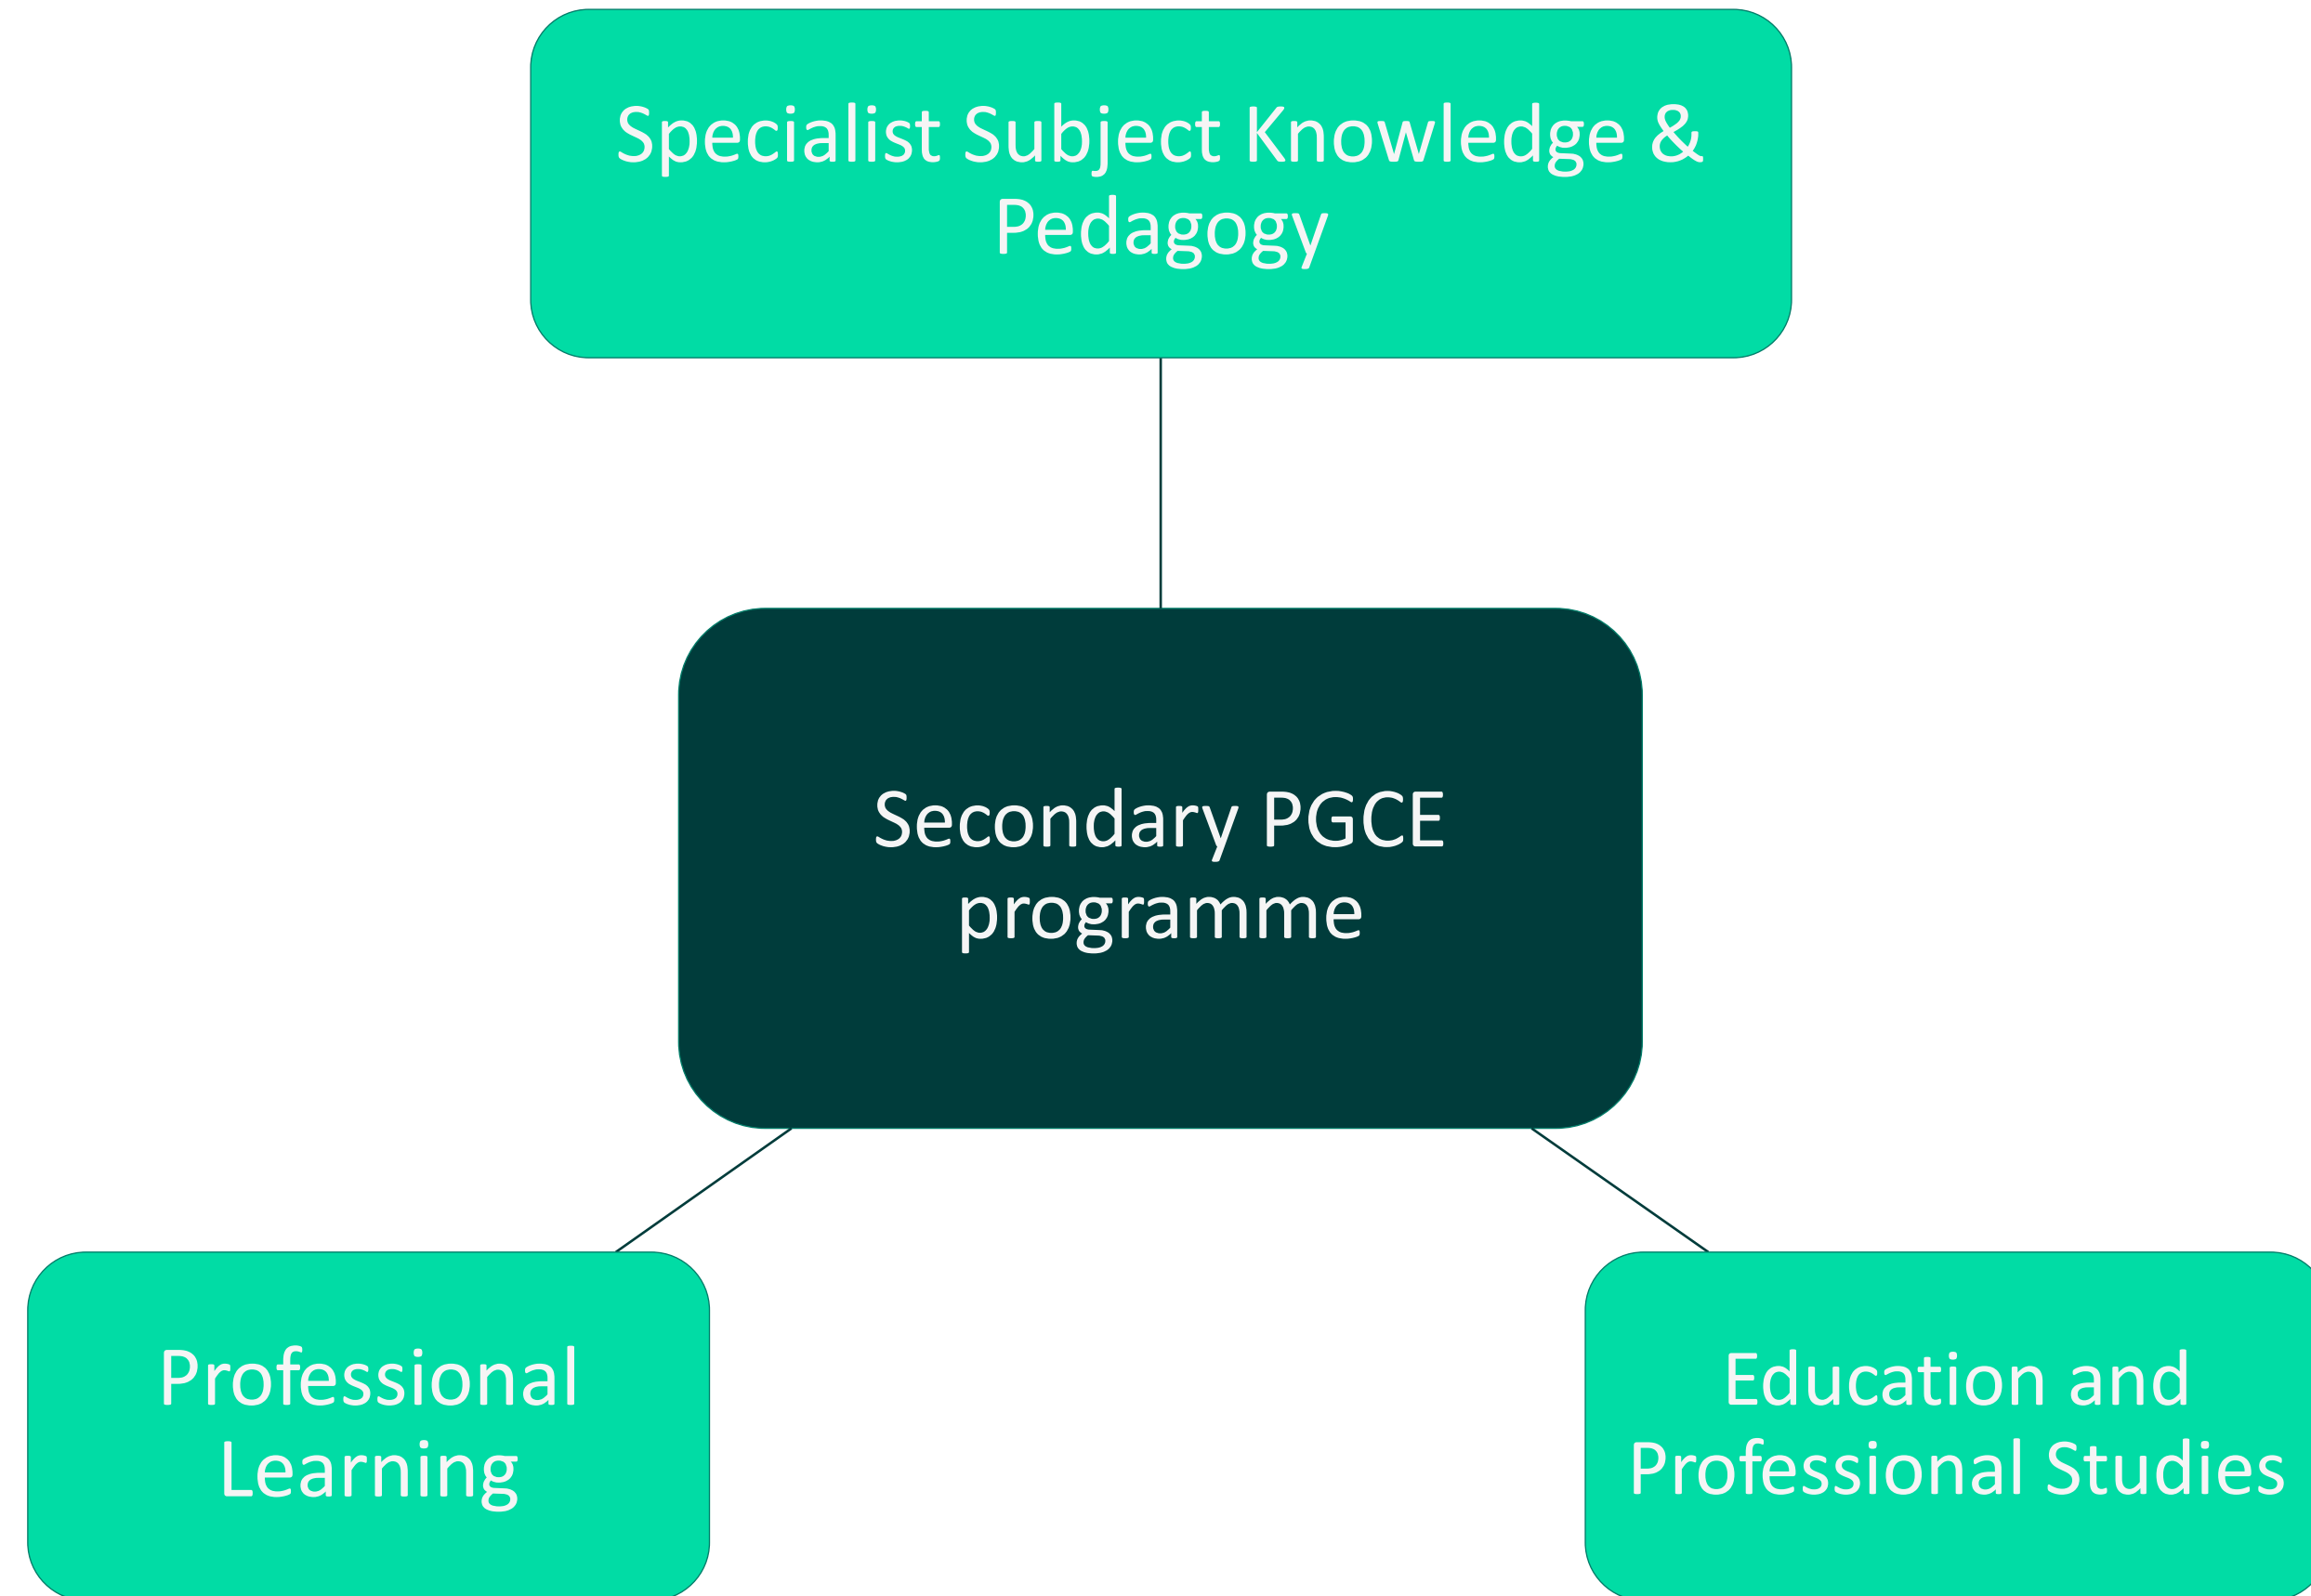 Specialist Subject Knowledge &
Pedagogy
Secondary PGCE
programme
Professional
Learning
Education and
Professional Studies